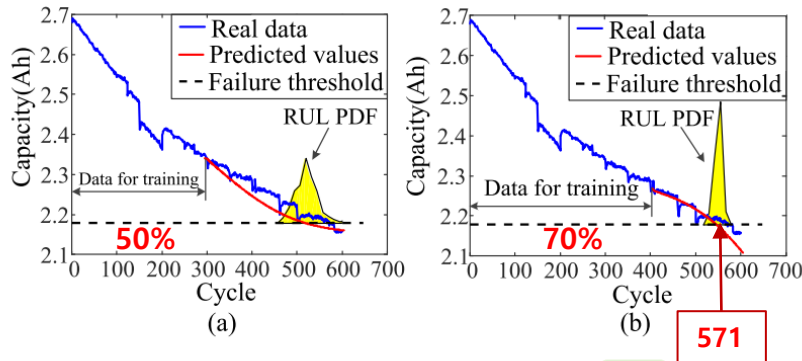 2.7
2.6
2.5
2.4
2.3
2.2
2.1
Capacity(Ah)
Real data
Predicted values
Failure threshold
RUL PDF
Data for training
50%
0 100 200 300 400 500 600 700
Cycle
(a)
2.7
2.6
2.5
2.4
2.3
2.2
2.1
Capacity(Ah)
Real data
Predicted values
Failure threshold
RUL PDF
Data for training
70%
0 100 200 300 400 500 600 700
Cycle
(b)
571